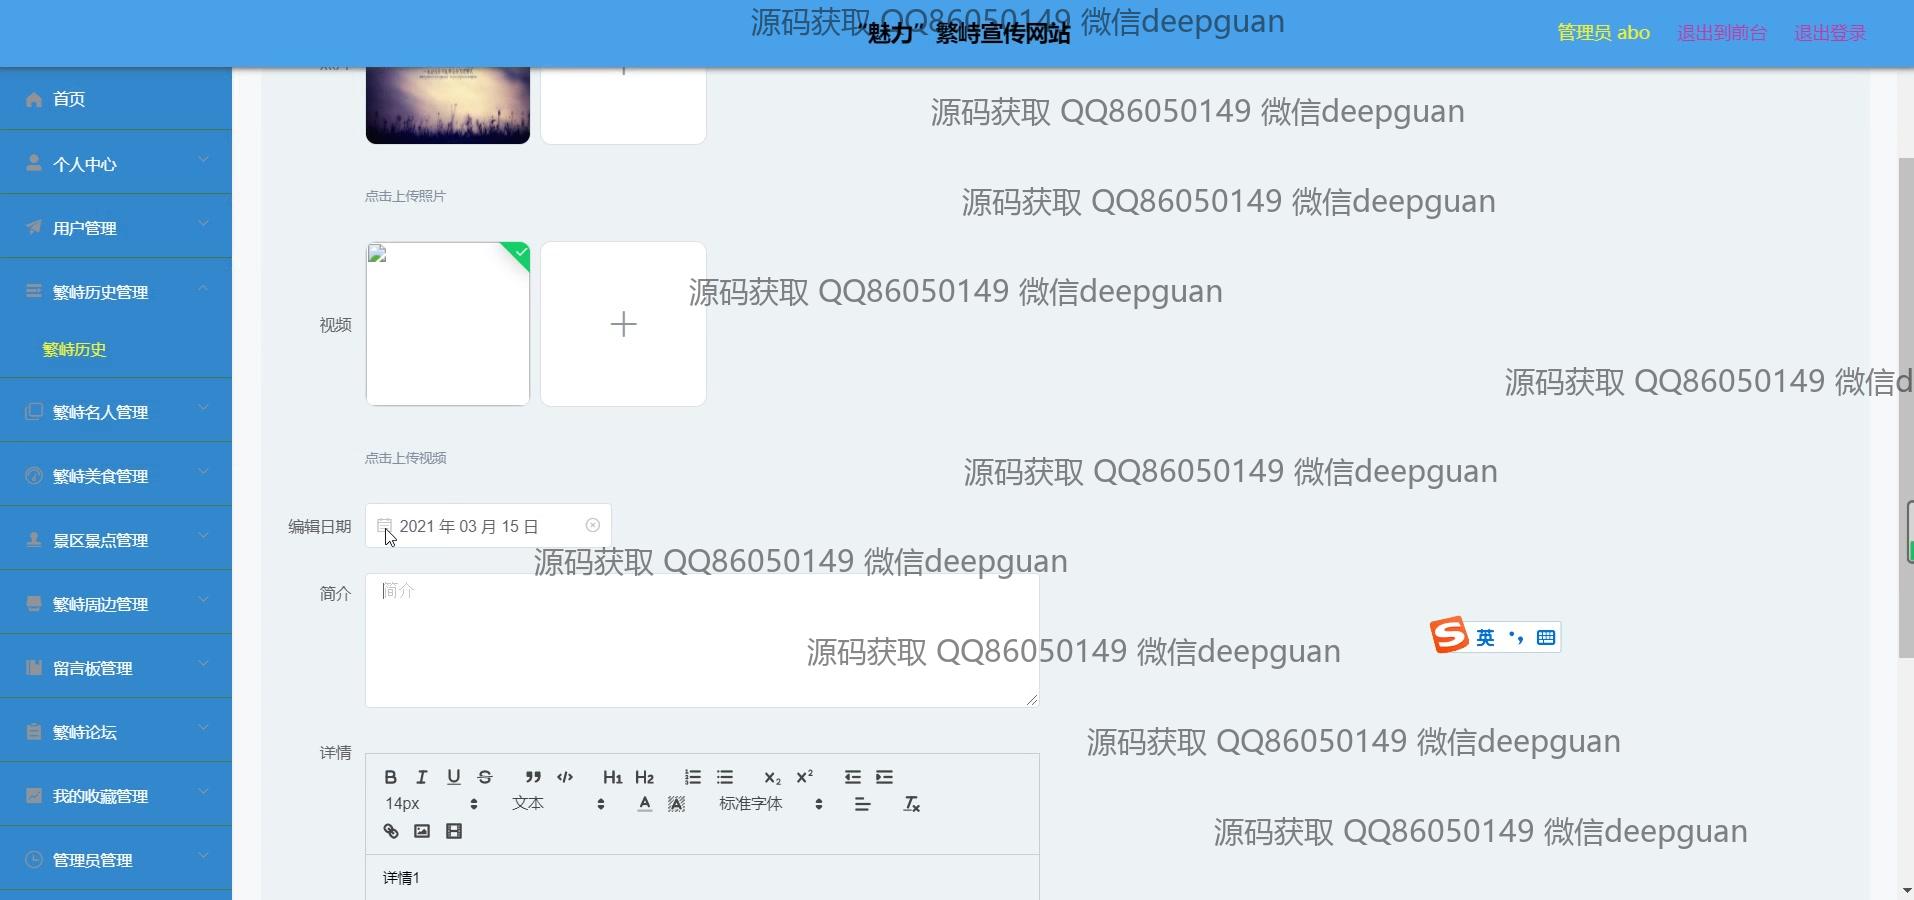 源码获取 QQ86050149 微信deepguan
“魅力”繁峙宣传网站
管理员 abo
退出到前台
退出登录
首页
个人中心
用户管理
繁峙历史管理
繁峙历史
繁峙名人管理
繁峙美食管理
景区景点管理
繁峙周边管理
留言板管理
繁峙论坛
我的收藏管理
管理员管理
源码获取 QQ86050149 微信deepguan
点击上传照片
源码获取 QQ86050149 微信deepguan
源码获取 QQ86050149 微信deepguan
视频
源码获取 QQ86050149 微信d
点击上传视频
源码获取 QQ86050149 微信deepguan
编辑日期
2021 年 03 月 15 日
源码获取 QQ86050149 微信deepguan
简介
简介
英
源码获取 QQ86050149 微信deepguan
源码获取 QQ86050149 微信deepguan
详情
B I U S H1 H2 X2 X2
14px 文本 A A 标准字体 Tx
源码获取 QQ86050149 微信deepguan
详情1